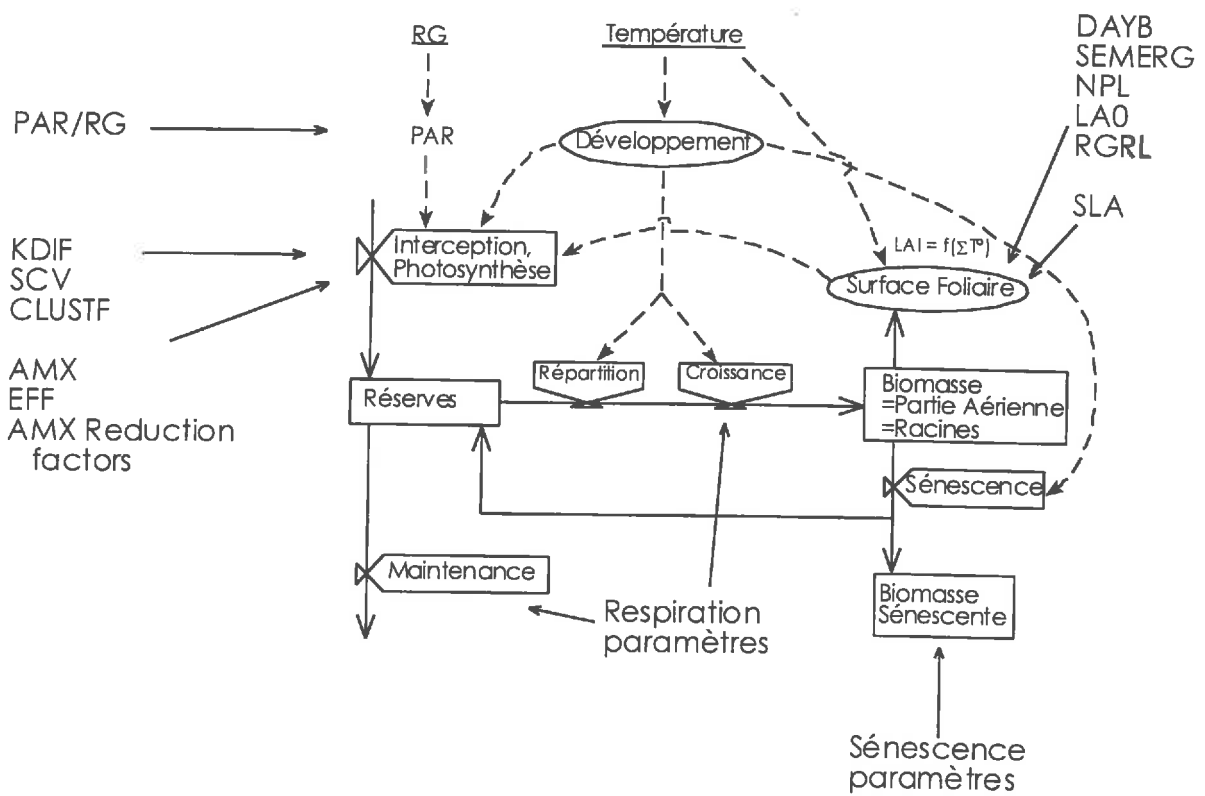 RG
Température
DAYB
SEMERG
NPL
LA0
RGRL
PAR/RG
PAR
Développement
SLA
KDIF
SCV
CLUSTF
Interception,
Photosynthèse
LAI = f(ΣT°)
Surface Foliaire
AMX
EFF
AMX Reduction
factors
Réserves
Répartition
Croissance
Biomasse
=Partie Aérienne
=Racines
Sénescence
Maintenance
Respiration
paramètres
Biomasse
Sénescente
Sénescence
paramètres